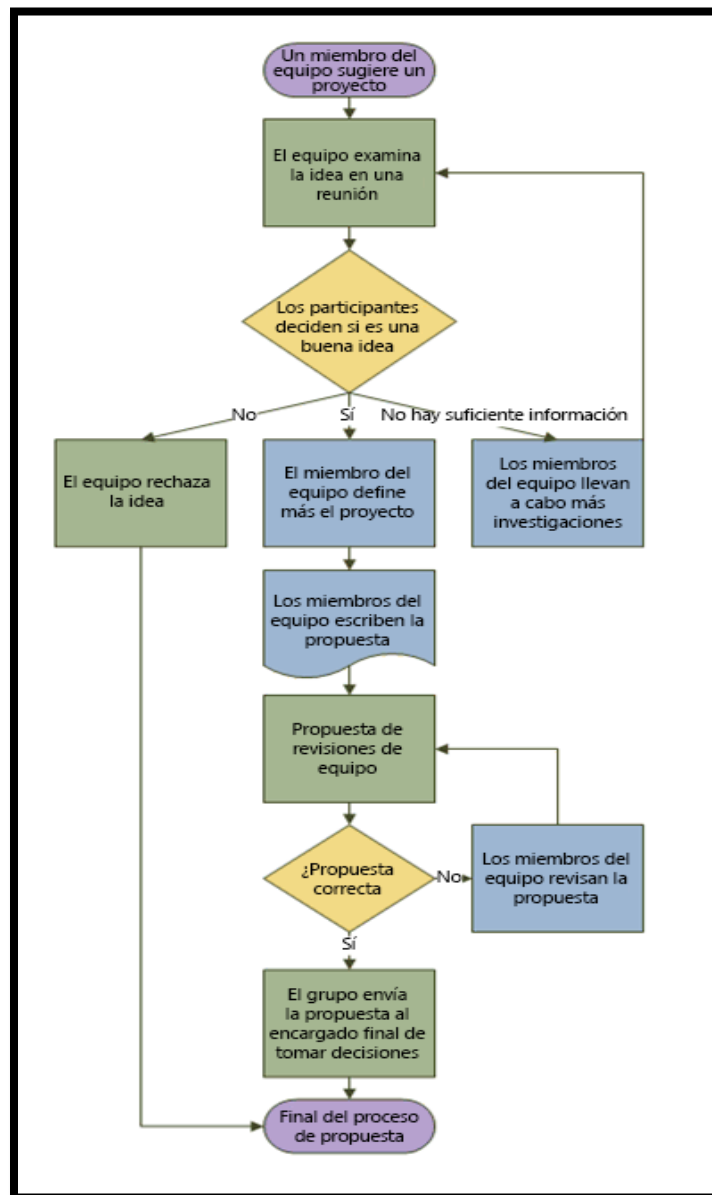 Un miembro del
equipo sugiere un
proyecto
El equipo examina
la idea en una
reunión
Los participantes
deciden si es una
buena idea
No
Sí
No hay suficiente información
El equipo rechaza
la idea
El miembro del
equipo define
más el proyecto
Los miembros
del equipo llevan
a cabo más
investigaciones
Los miembros del
equipo escriben la
propuesta
Propuesta de
revisiones de
equipo
¿Propuesta
correcta
No
Los miembros del
equipo revisan la
propuesta
Sí
El grupo envía
la propuesta al
encargado final de
tomar decisiones
Final del proceso
de propuesta